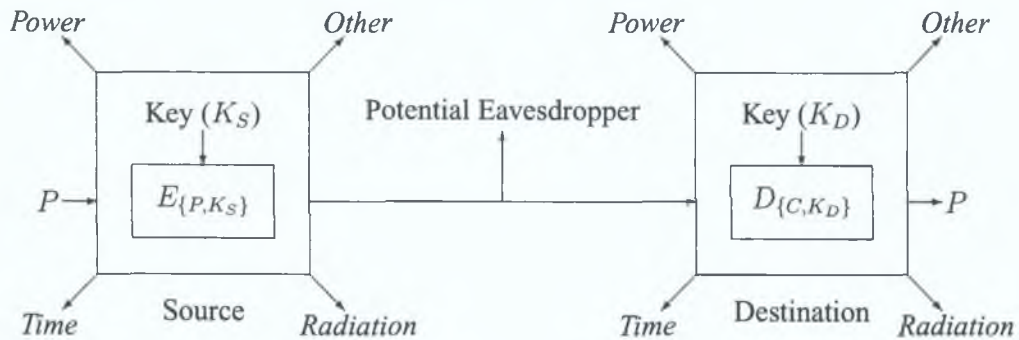 Power Other Power Other
Key (K_S) Potential Eavesdropper Key (K_D)
P E_{P,K_S} D_{C,K_D} P
Source Destination
Time Radiation Time Radiation